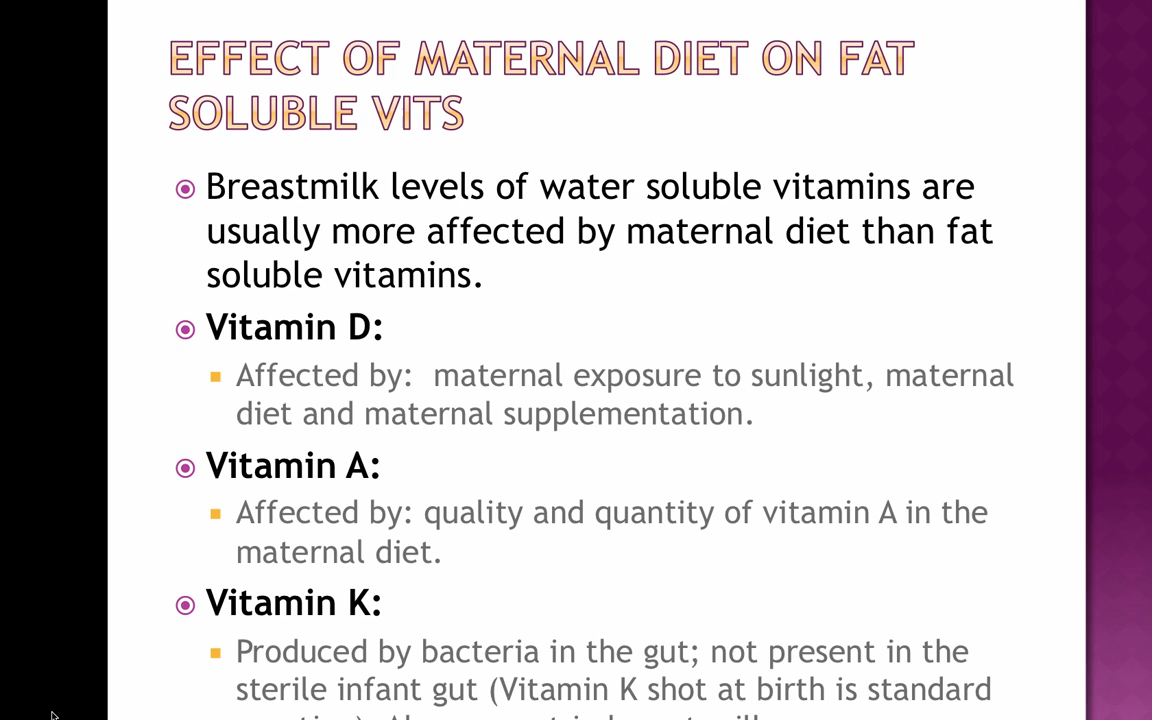 EFFECT OF MATERNAL DIET ON FAT
SOLUBLE VITS
Breastmilk levels of water soluble vitamins are
usually more affected by maternal diet than fat
soluble vitamins.
Vitamin D:
Affected by:  maternal exposure to sunlight, maternal
diet and maternal supplementation.
Vitamin A:
Affected by: quality and quantity of vitamin A in the
maternal diet.
Vitamin K:
Produced by bacteria in the gut; not present in the
sterile infant gut (Vitamin K shot at birth is standard